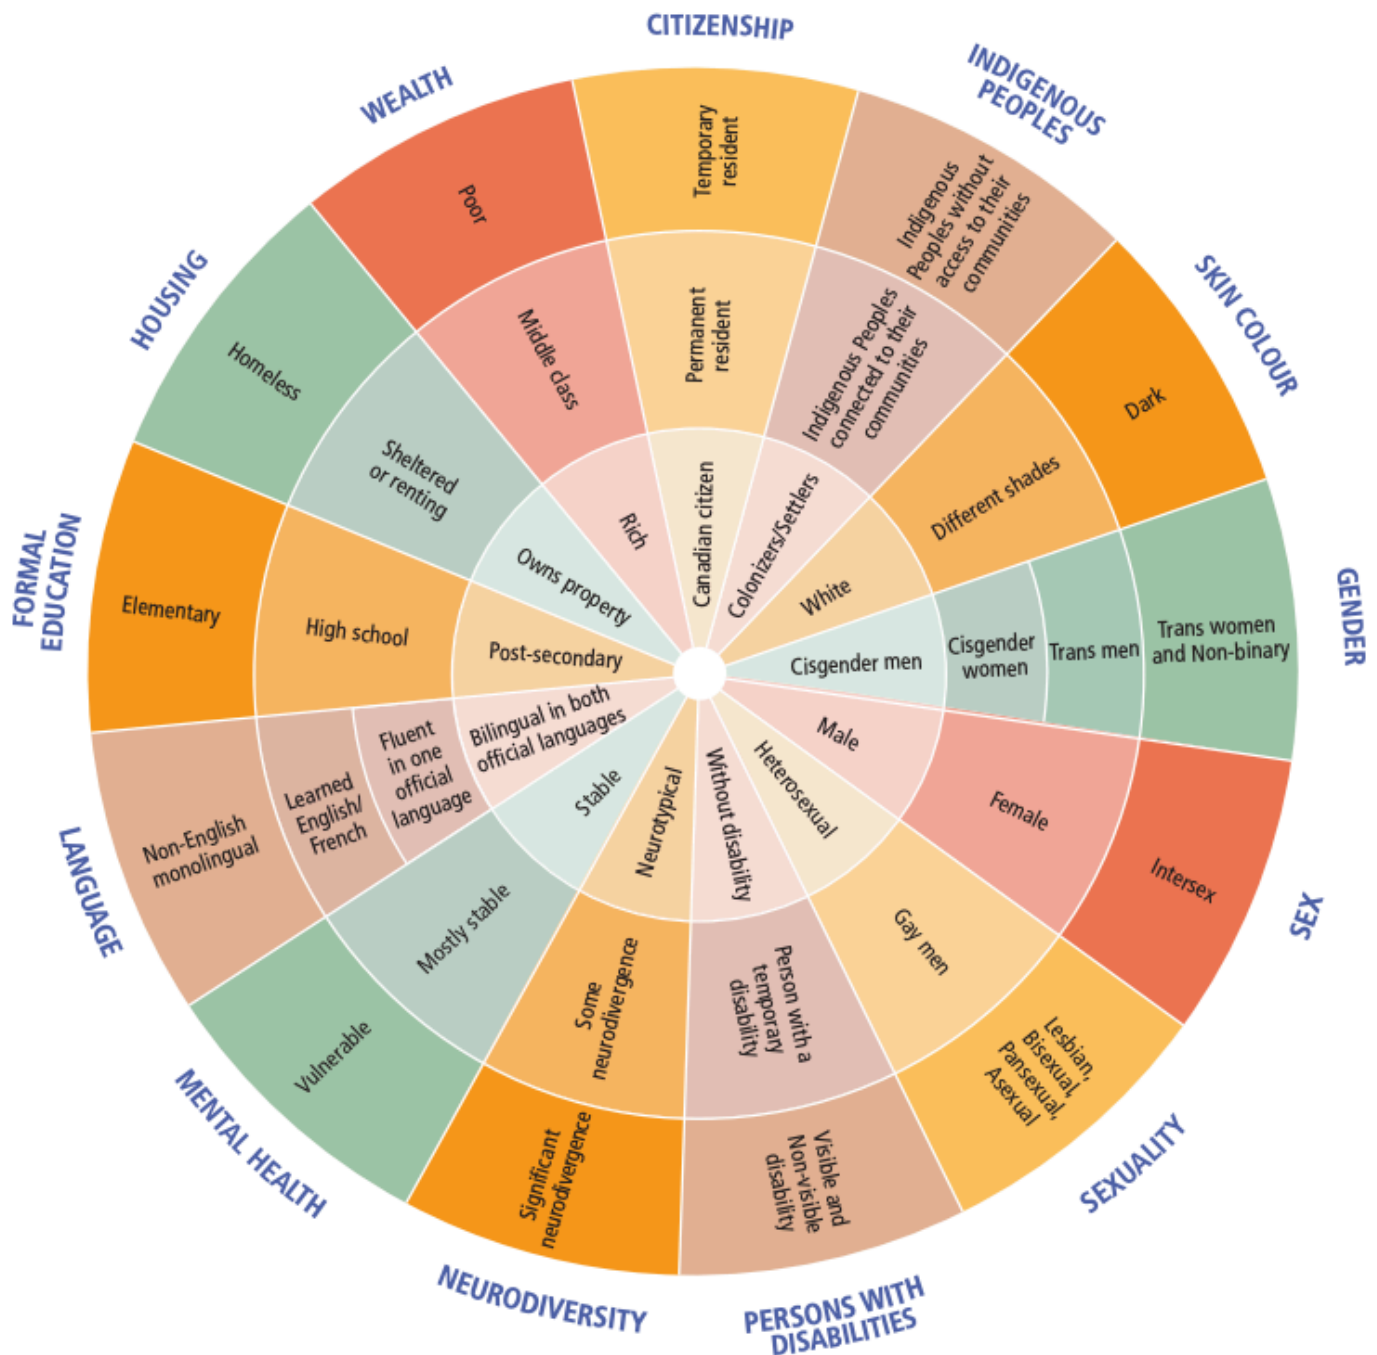 CITIZENSHIP
Temporary
resident
Permanent
resident
Canadian citizen
INDIGENOUS
PEOPLES
Indigenous
Peoples without
access to their
communities
Indigenous Peoples
connected to their
communities
Colonizers/Settlers
SKIN COLOUR
Dark
Different shades
White
GENDER
Trans women
and Non-binary
Trans men
Cisgender
women
Cisgender men
SEX
Intersex
Female
Male
SEXUALITY
Lesbian,
Bisexual,
Pansexual,
Asexual
Gay men
Heterosexual
PERSONS WITH
DISABILITIES
Visible and
Non-visible
disability
Person with a
temporary
disability
Without disability
NEURODIVERSITY
Significant
neurodivergence
Some
neurodivergence
Neurotypical
MENTAL HEALTH
Vulnerable
Mostly stable
Stable
LANGUAGE
Non-English
monolingual
Learned
English/
French
Fluent
in one
official
language
Bilingual in both
official languages
FORMAL
EDUCATION
Elementary
High school
Post-secondary
HOUSING
Homeless
Sheltered
or renting
Owns property
WEALTH
Poor
Middle class
Rich